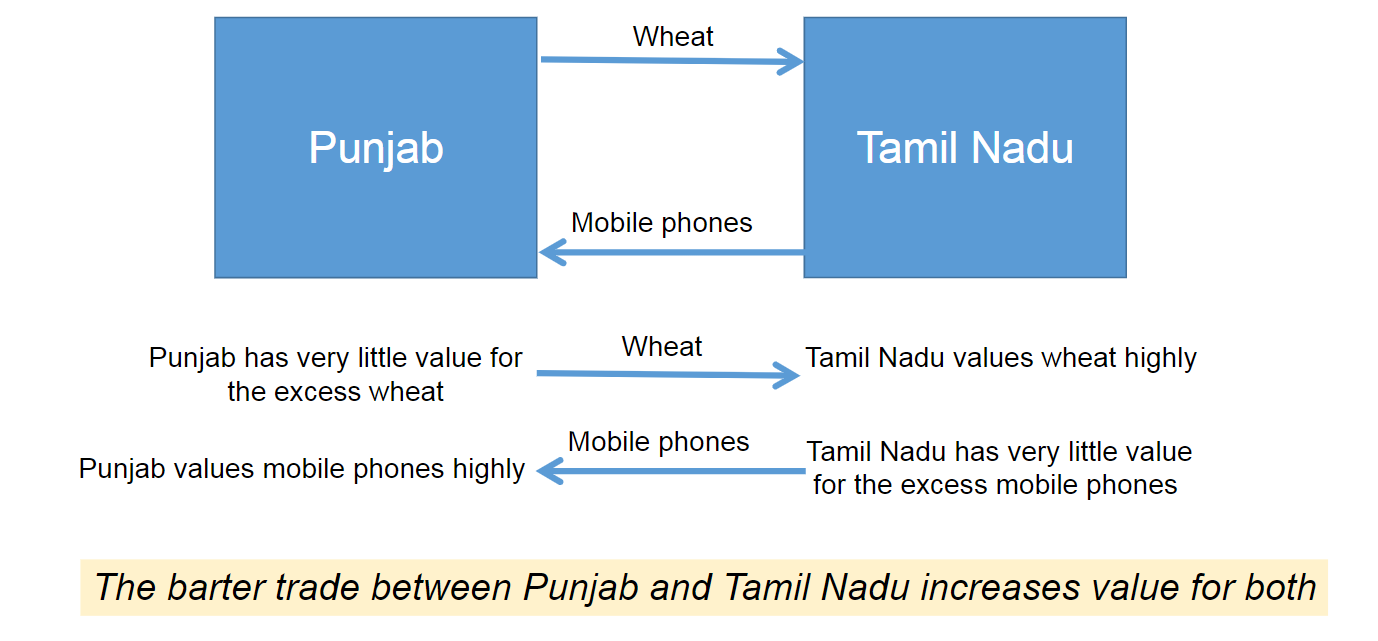 Wheat
Punjab
Tamil Nadu
Mobile phones
Punjab has very little value for
the excess wheat
Wheat
Tamil Nadu values wheat highly
Punjab values mobile phones highly
Mobile phones
Tamil Nadu has very little value
for the excess mobile phones
The barter trade between Punjab and Tamil Nadu increases value for both